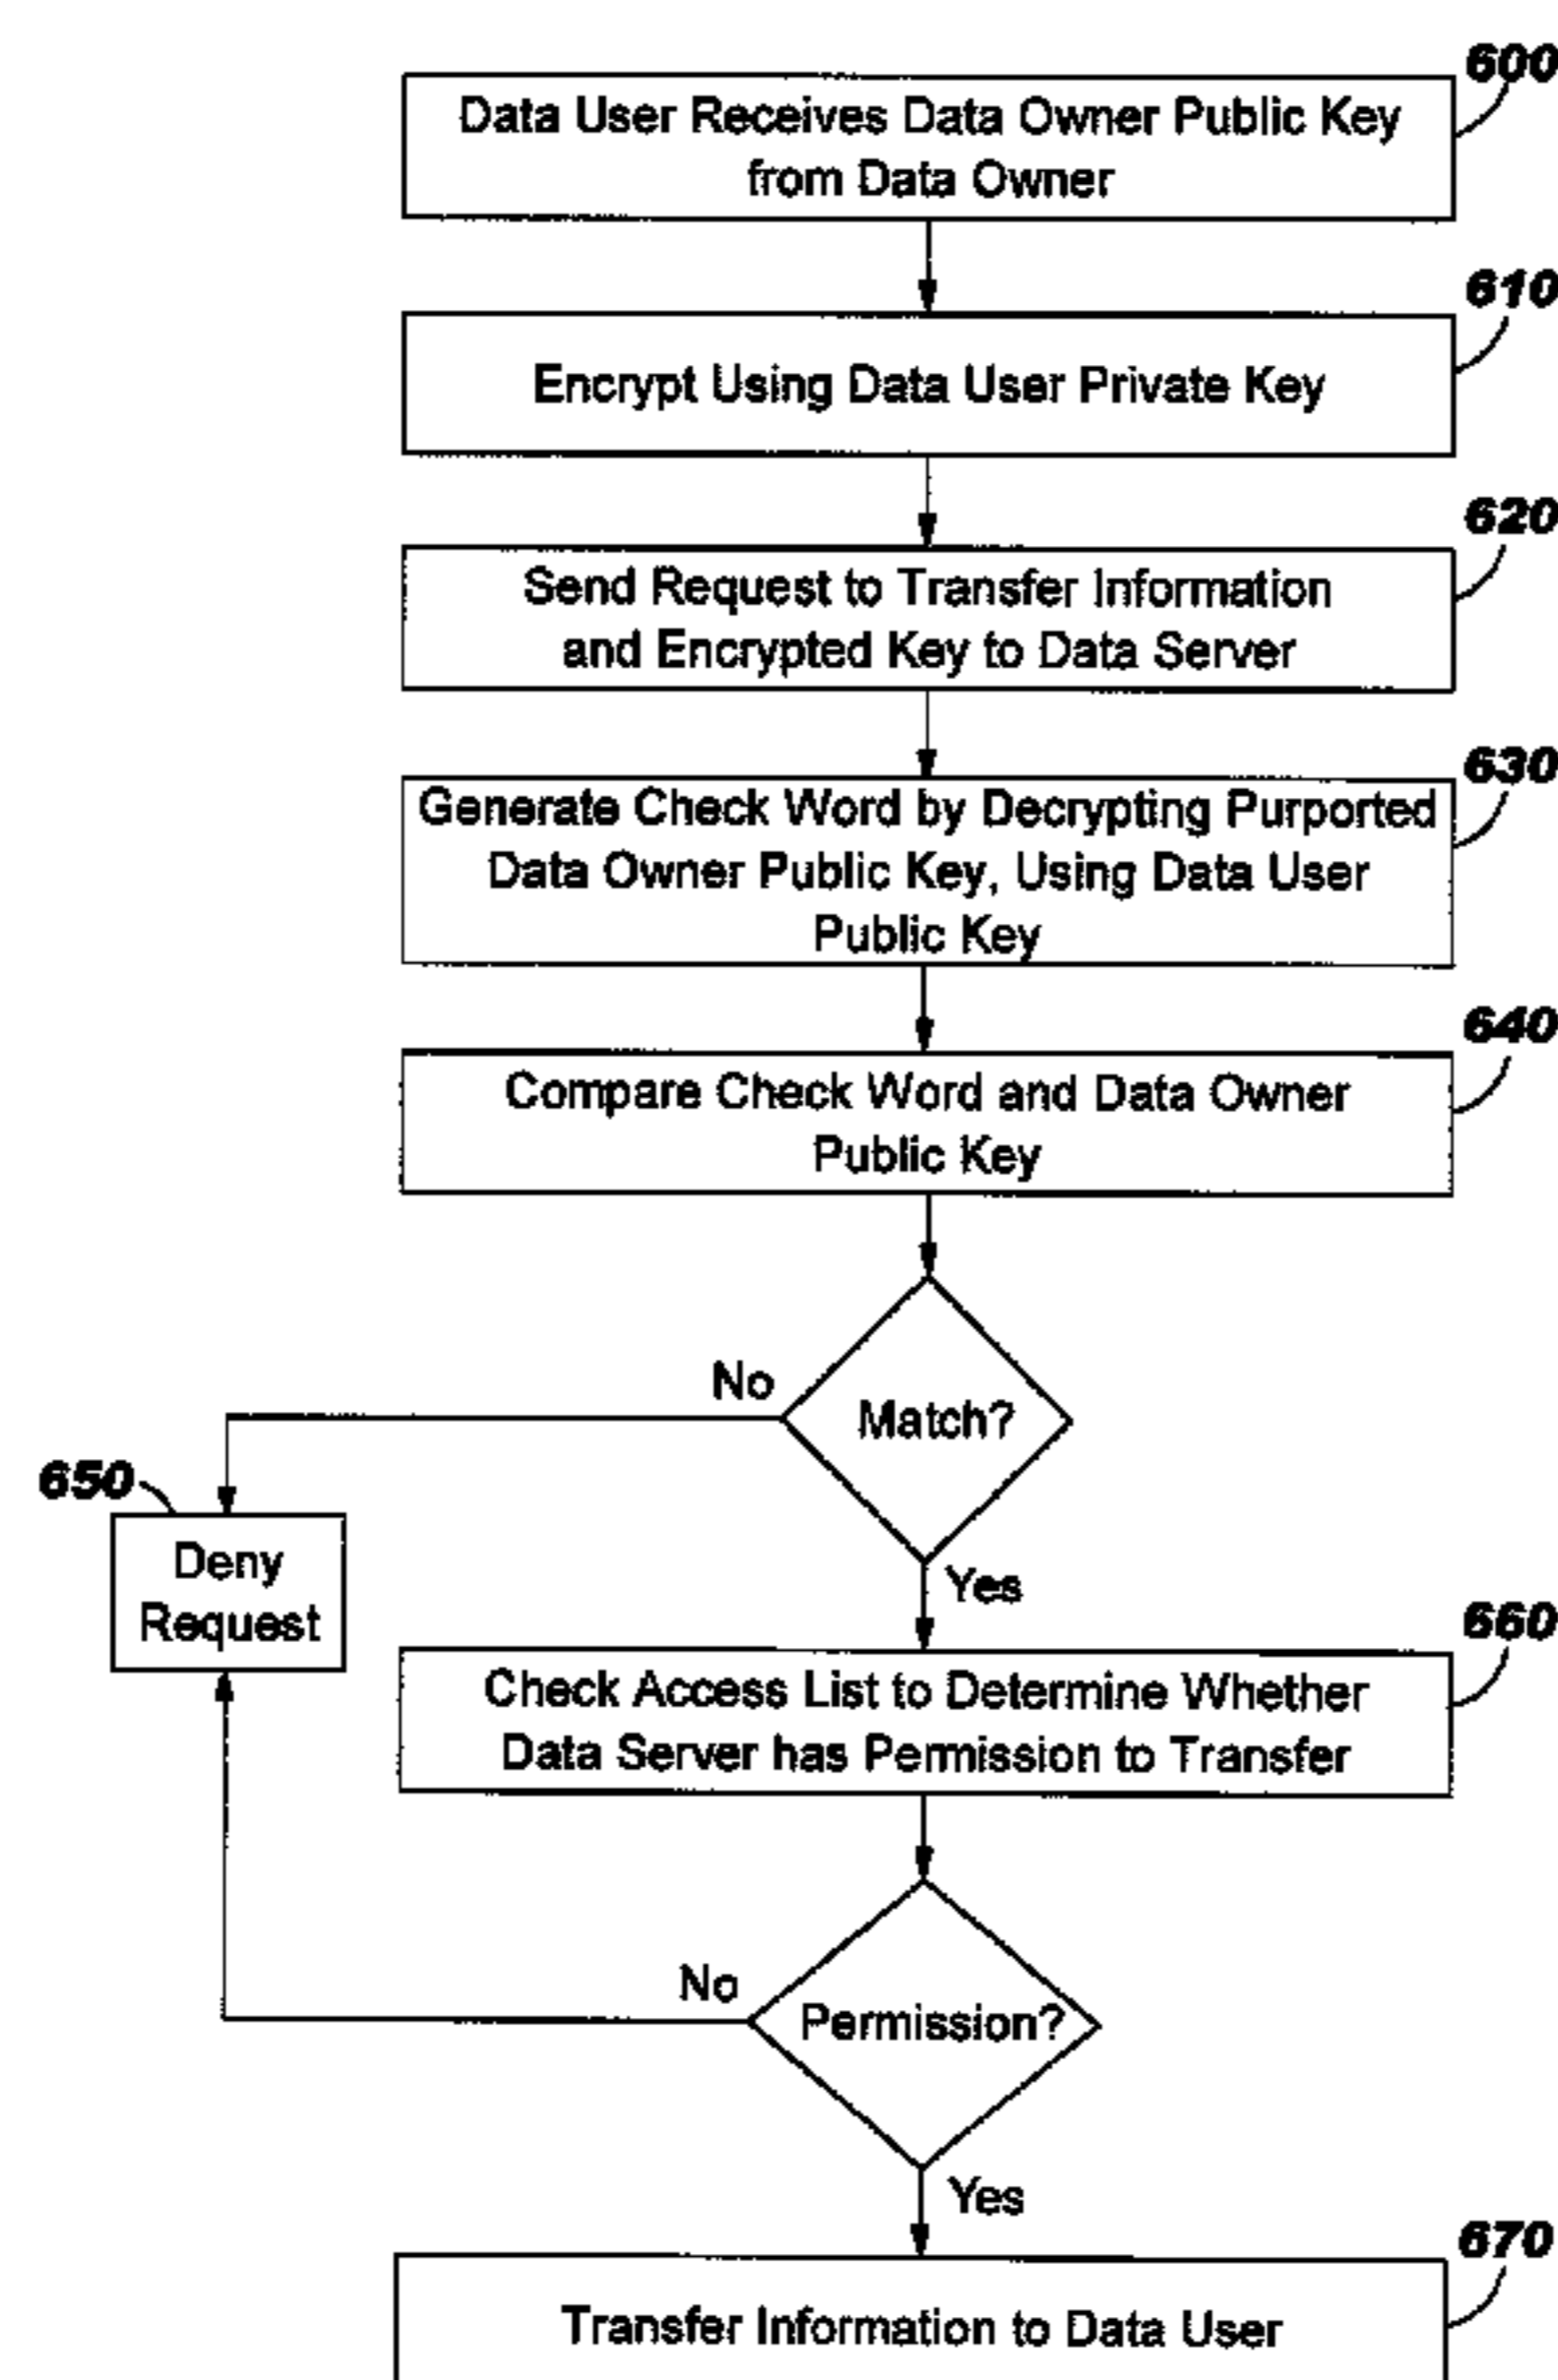 600
Data User Receives Data Owner Public Key
from Data Owner
610
Encrypt Using Data User Private Key
620
Send Request to Transfer Information
and Encrypted Key to Data Server
630
Generate Check Word by Decrypting Purported
Data Owner Public Key, Using Data User
Public Key
640
Compare Check Word and Data Owner
Public Key
No
Match?
650
Deny
Request
Yes
660
Check Access List to Determine Whether
Data Server has Permission to Transfer
No
Permission?
Yes
670
Transfer Information to Data User